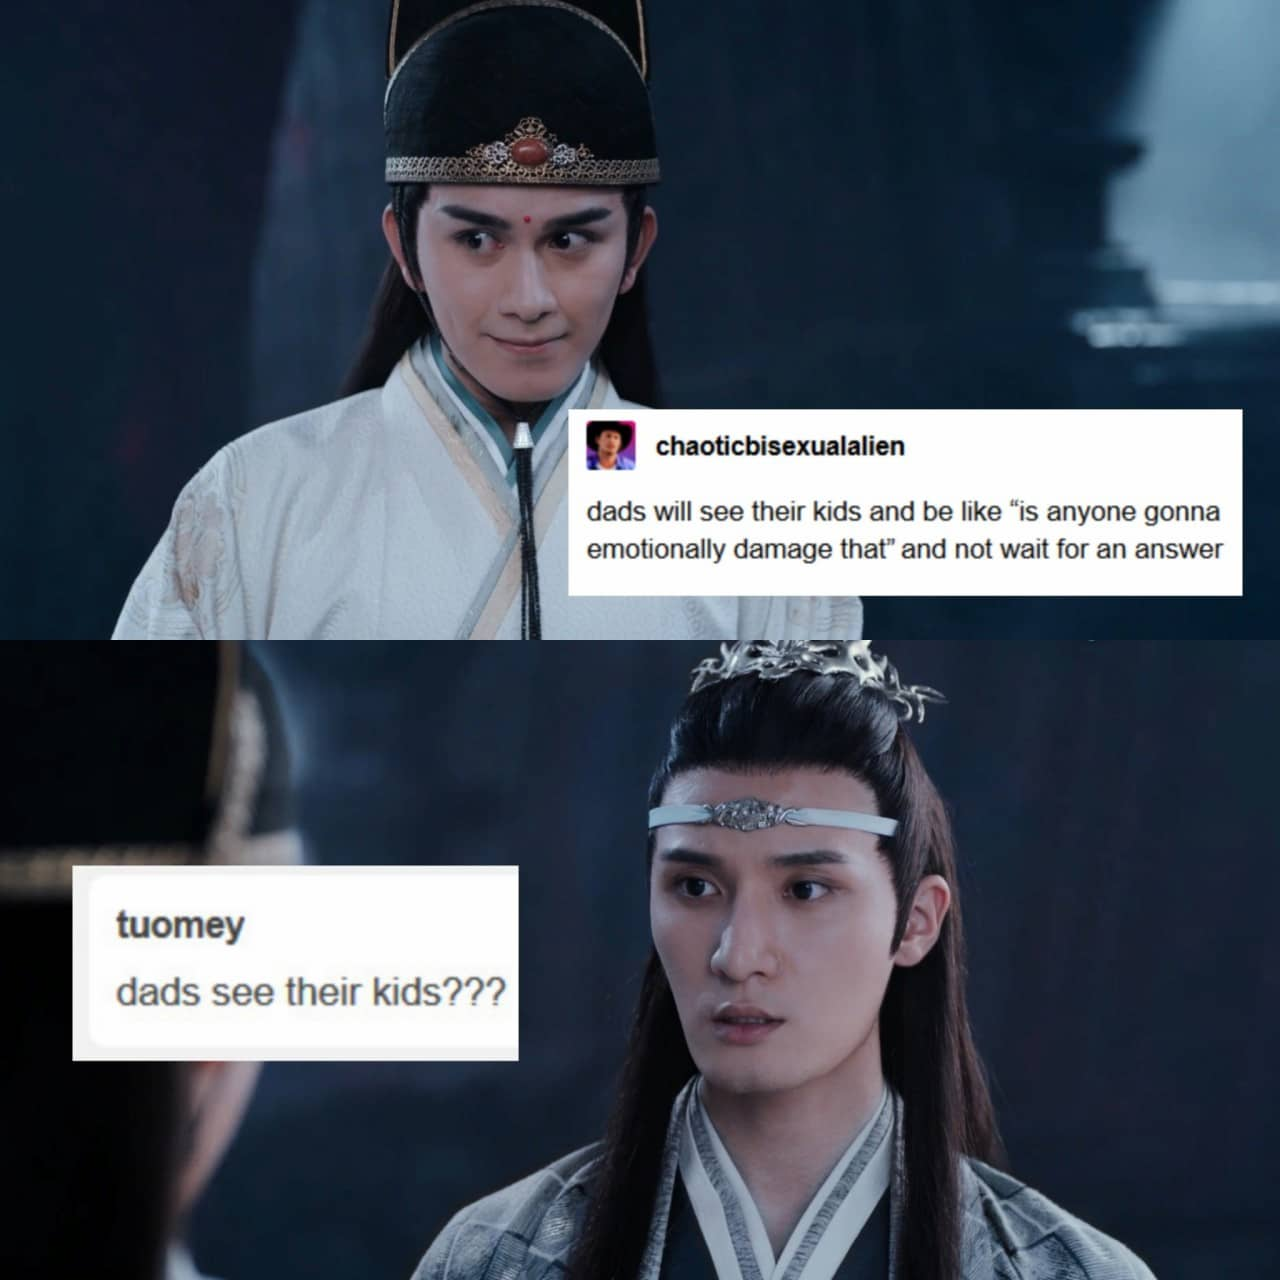 chaoticbisexualalien
dads will see their kids and be like “is anyone gonna
emotionally damage that” and not wait for an answer
tuomey
dads see their kids???